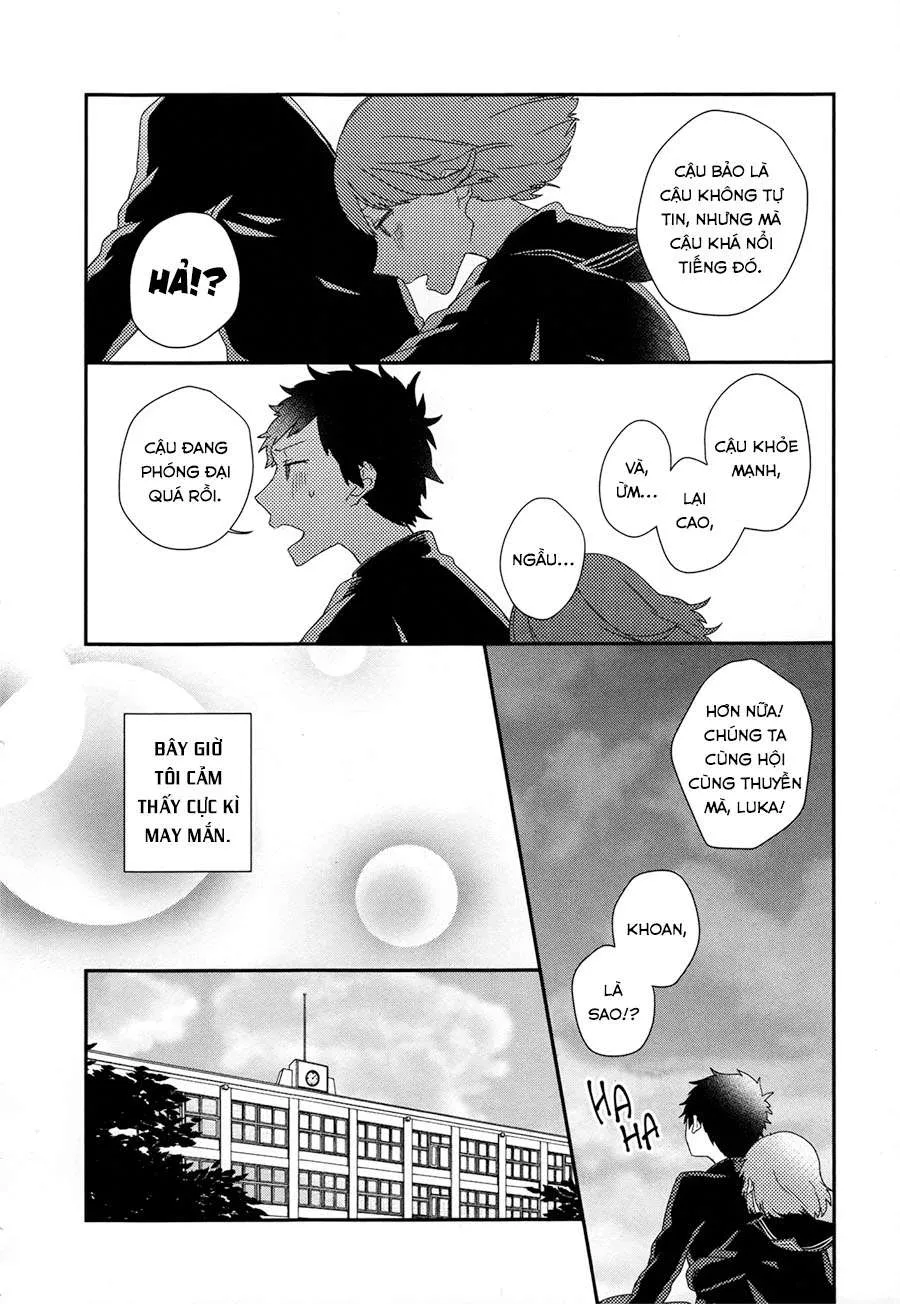 CẬU BẢO LÀ
CẬU KHÔNG TỰ
TIN, NHƯNG MÀ
CẬU KHÁ NỔI
TIẾNG ĐÓ.
HẢ!?
CẬU KHỎE
MẠNH,
LẠI
CAO,
VÀ,
ỪM...
NGẦU...
CẬU ĐANG
PHÓNG ĐẠI
QUÁ RỒI.
HƠN NỮA!
CHÚNG TA
CÙNG HỘI
CÙNG THUYỀN
MÀ, LUKA!
KHOAN,
LÀ
SAO!?
HA
HA
BÂY GIỜ
TÔI CẢM
THẤY CỰC KÌ
MAY MẮN.